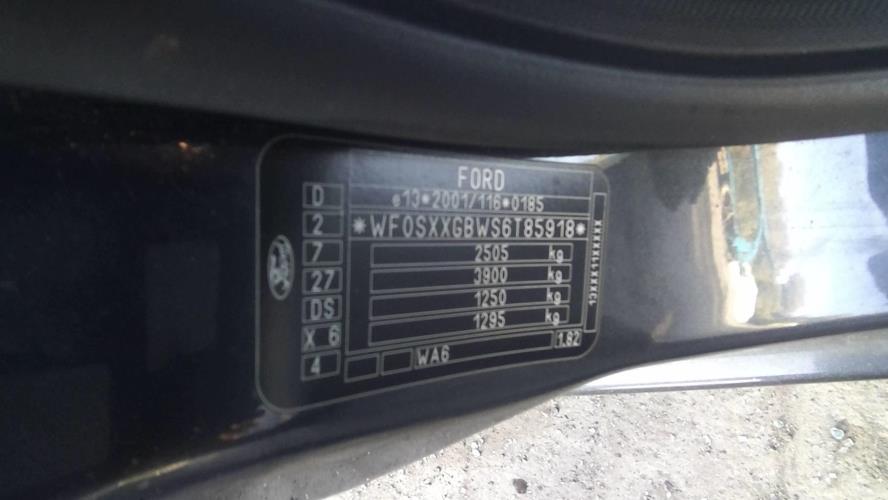 FORD
e13*2001/116*0185
*WF0SXXGBWS6T85918*
2505 kg
3900 kg
1250 kg
1295 kg
WA6
1.82
D
2
7
27
DS
X 6
4
13XXX11XXXXXX